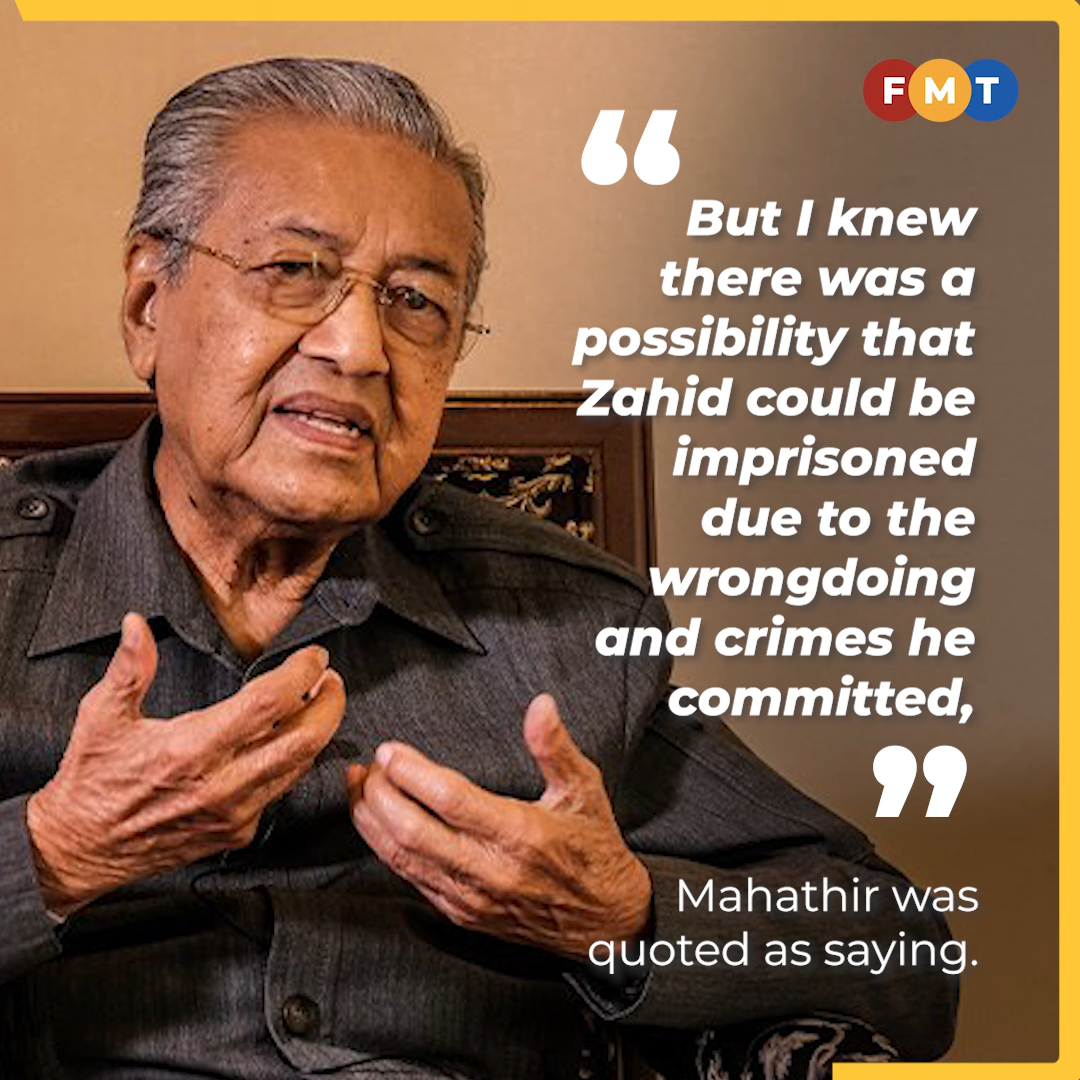 FMT
“
But I knew
there was a
possibility that
Zahid could be
imprisoned
due to the
wrongdoing
and crimes he
committed,
”
Mahathir was
quoted as saying.